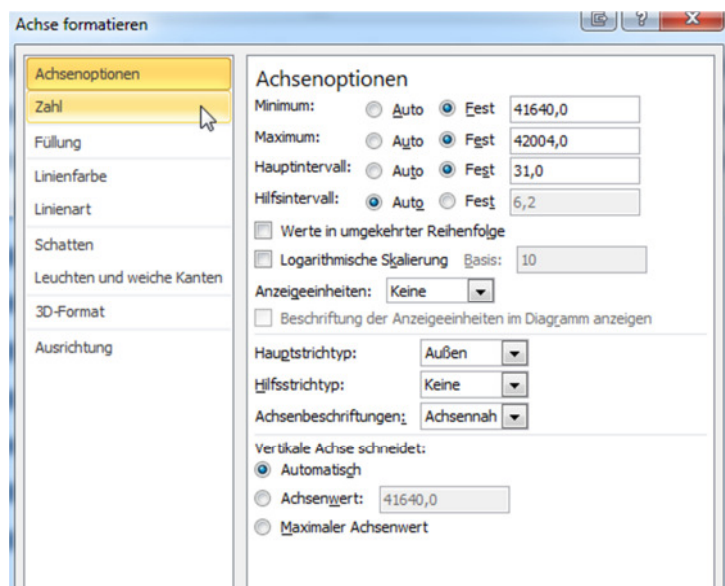 Achse formatieren
Achsenoptionen
Zahl
Füllung
Linienfarbe
Linienart
Schatten
Leuchten und weiche Kanten
3D-Format
Ausrichtung
Achsenoptionen
Minimum: Auto Fest 41640,0
Maximum: Auto Fest 42004,0
Hauptintervall: Auto Fest 31,0
Hilfsintervall: Auto Fest 6,2
Werte in umgekehrter Reihenfolge
Logarithmische Skalierung Basis: 10
Anzeigeeinheiten: Keine
Beschriftung der Anzeigeeinheiten im Diagramm anzeigen
Hauptstrichtyp: Außen
Hilfsstrichtyp: Keine
Achsenbeschriftungen: Achsennah
Vertikale Achse schneidet:
Automatisch
Achsenwert: 41640,0
Maximaler Achsenwert